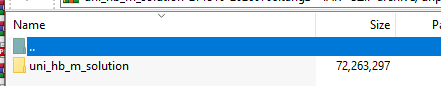 Name Size
..
uni_hb_m_solution 72,263,297